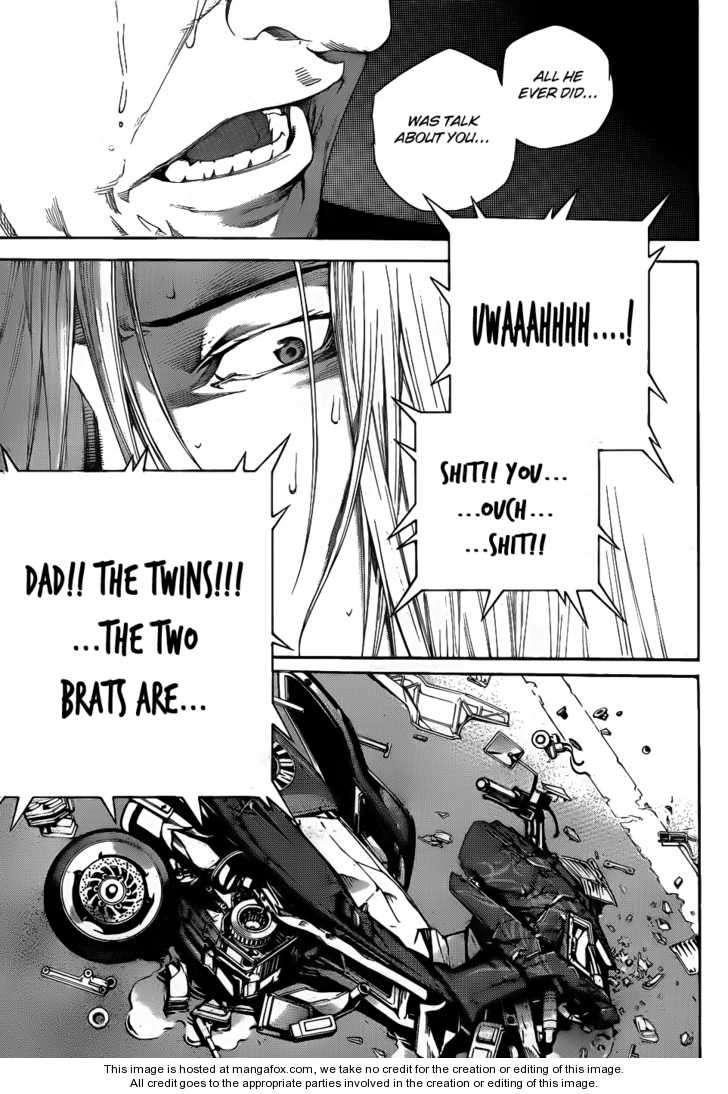 ALL HE
EVER DID...
WAS TALK
ABOUT YOU...
UWAAAHHHH....!
SHIT!! YOU...
...OUCH...
...SHIT!!
DAD!! THE TWINS!!!
...THE TWO
BRATS ARE...
This image is hosted at mangafox.com, we take no credit for the creation or editing of this image.
All credit goes to the appropriate parties involved in the creation or editing of this image.